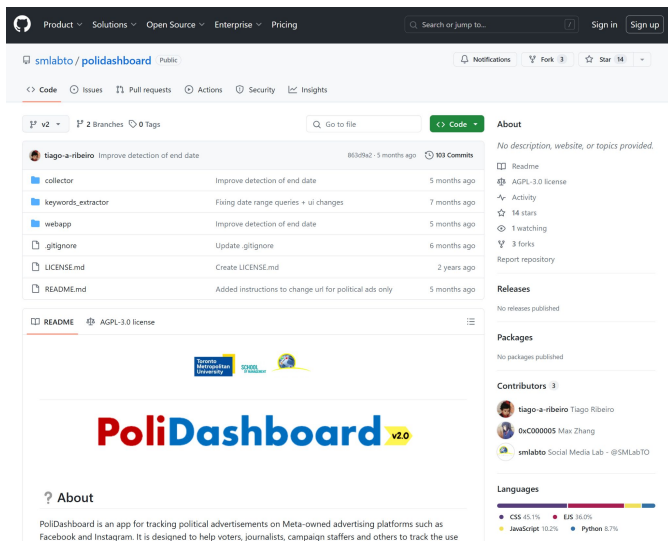 Product Solutions Open Source Enterprise Pricing Search or jump to... / Sign in Sign up
smlabto / polidashboard Public Notifications Fork 3 Star 14
Code Issues Pull requests Actions Security Insights
v2 2 Branches 0 Tags Go to file Code
tiago-a-ribeiro Improve detection of end date 863d9a2 · 5 months ago 103 Commits
collector Improve detection of end date 5 months ago
keywords_extractor Fixing date range queries + ui changes 7 months ago
webapp Improve detection of end date 5 months ago
.gitignore Update .gitignore 6 months ago
LICENSE.md Create LICENSE.md 2 years ago
README.md Added instructions to change url for political ads only 5 months ago
README AGPL-3.0 license
Toronto
Metropolitan
University
SCHOOL
OF MANAGEMENT
PoliDashboard v2.0
? About
PoliDashboard is an app for tracking political advertisements on Meta-owned advertising platforms such as
Facebook and Instagram. It is designed to help voters, journalists, campaign staffers and others to track the use
About
No description, website, or topics provided.
Readme
AGPL-3.0 license
Activity
14 stars
1 watching
3 forks
Report repository
Releases
No releases published
Packages
No packages published
Contributors 3
tiago-a-ribeiro Tiago Ribeiro
0xC000005 Max Zhang
smlabto Social Media Lab - @SMLabTO
Languages
CSS 45.1% EJS 36.0%
JavaScript 10.2% Python 8.7%